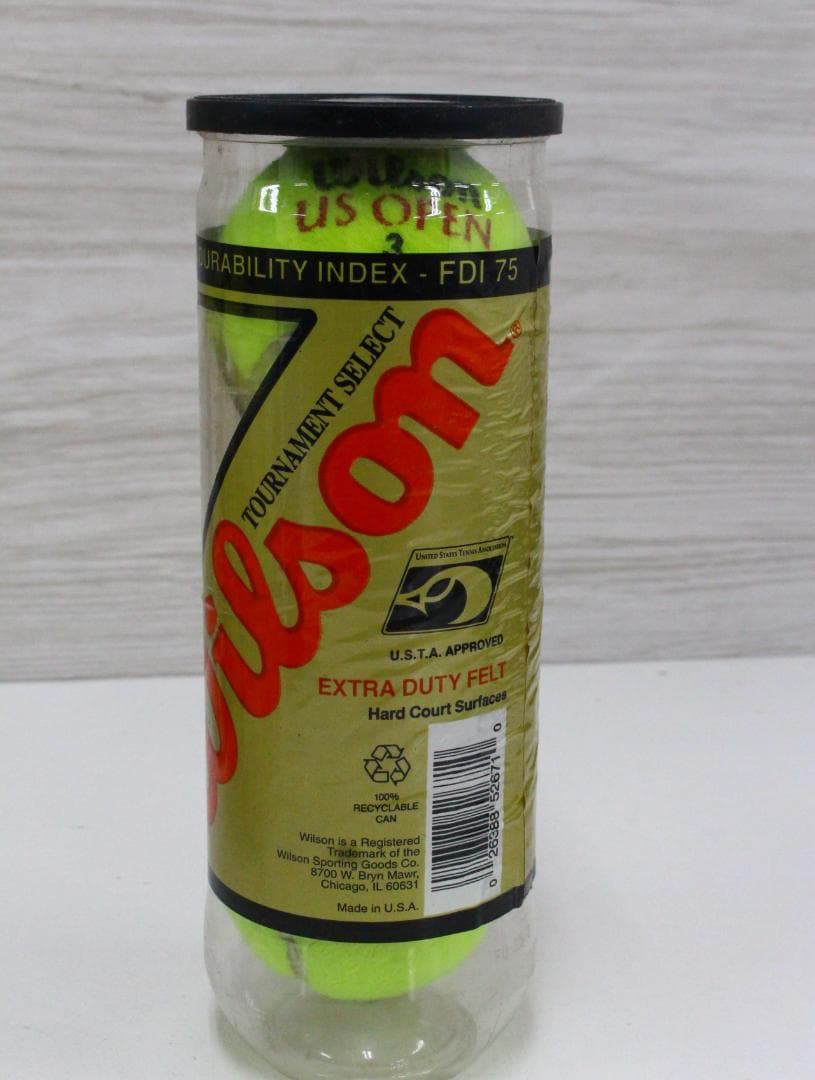 Wilson
US OPEN
3
DURABILITY INDEX - FDI 75
TOURNAMENT SELECT
Wilson®
UNITED STATES TENNIS ASSOCIATION
U.S.T.A. APPROVED
EXTRA DUTY FELT
Hard Court Surfaces
100%
RECYCLABLE
CAN
Wilson is a Registered
Trademark of the
Wilson Sporting Goods Co.
8700 W. Bryn Mawr,
Chicago, IL 60631
Made in U.S.A.
0 26388 52671 0